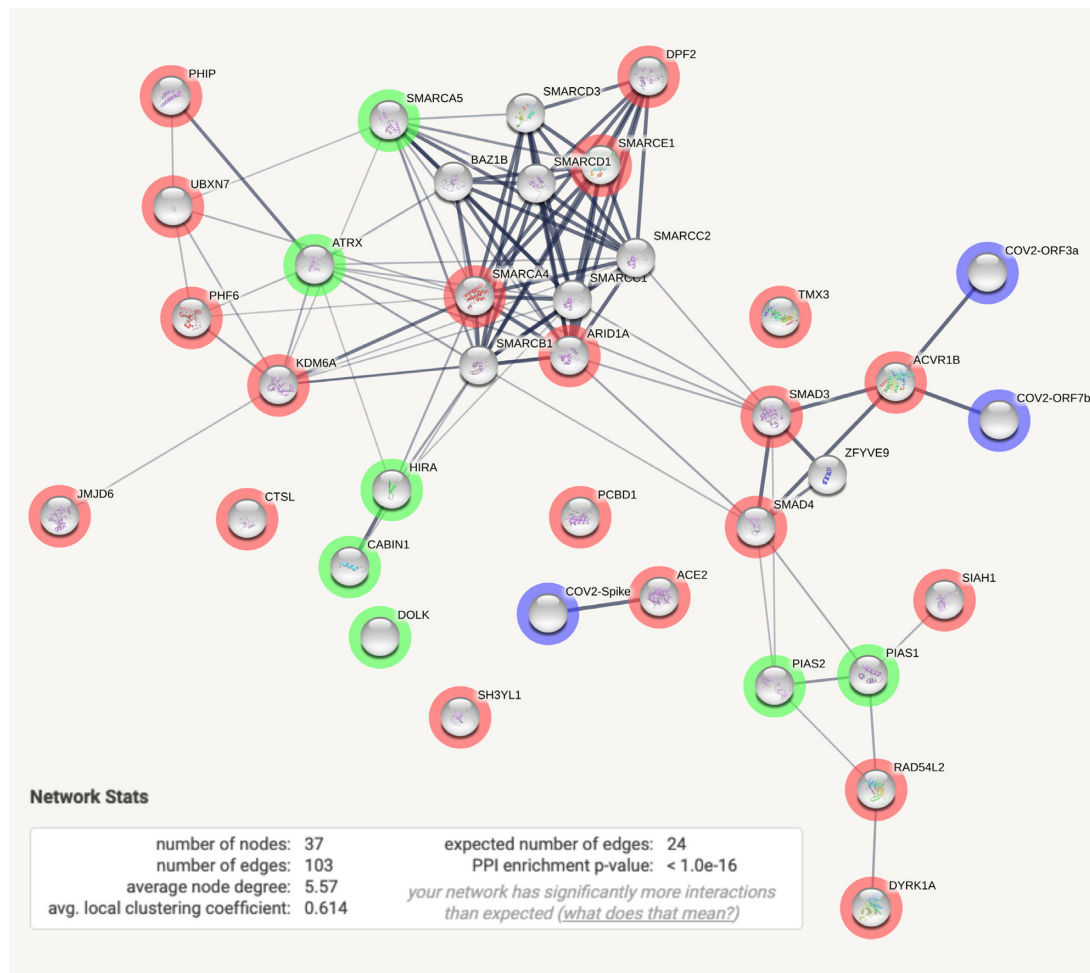 DPF2
PHIP
SMARCD3
SMARCA5
SMARCE1
BAZ1B
SMARCD1
UBXN7
SMARCC2
ATRX
COV2-ORF3a
SMARCA4
SMARCC1
TMX3
PHF6
ARID1A
SMARCB1
ACVR1B
KDM6A
SMAD3
COV2-ORF7b
ZFYVE9
HIRA
JMJD6
CTSL
PCBD1
SMAD4
CABIN1
ACE2
SIAH1
COV2-Spike
DOLK
PIAS1
PIAS2
SH3YL1
RAD54L2
DYRK1A
Network Stats
number of nodes: 37
number of edges: 103
average node degree: 5.57
avg. local clustering coefficient: 0.614
expected number of edges: 24
PPI enrichment p-value: < 1.0e-16
your network has significantly more interactions
than expected (what does that mean?)